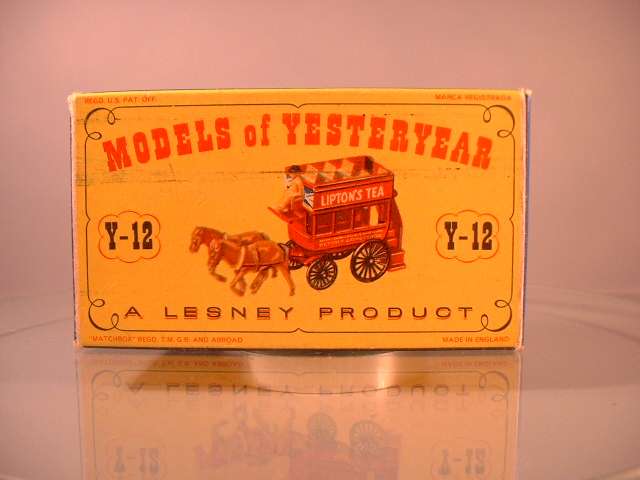 REGD. U.S. PAT. OFF.
MARCA REGISTRADA
MODELS of YESTERYEAR
LIPTON'S TEA
Y-12
Y-12
A LESNEY PRODUCT
"MATCHBOX" REGD. T.M. G.B. AND ABROAD
MADE IN ENGLAND